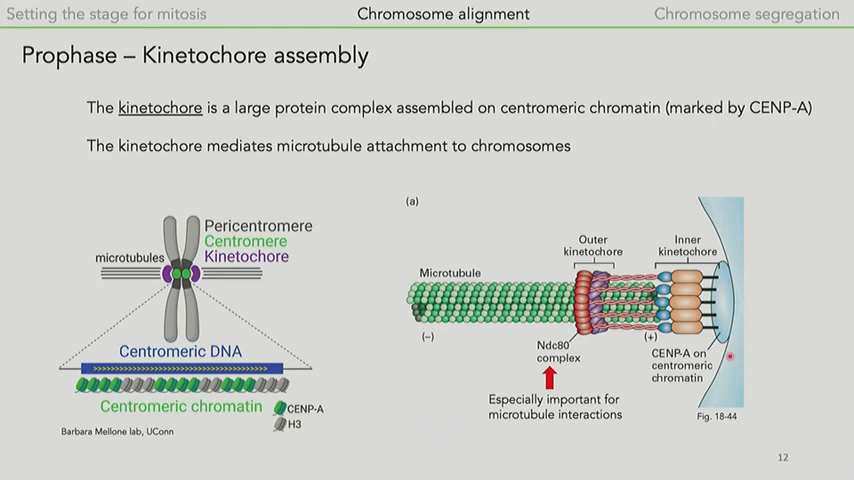 Setting the stage for mitosis
Chromosome alignment
Chromosome segregation
Prophase – Kinetochore assembly
The kinetochore is a large protein complex assembled on centromeric chromatin (marked by CENP-A)
The kinetochore mediates microtubule attachment to chromosomes
Pericentromere
Centromere
Kinetochore
microtubules
Centromeric DNA
Centromeric chromatin
CENP-A
H3
Barbara Mellone lab, UConn
(a)
Outer
kinetochore
Inner
kinetochore
Microtubule
(–)
(+)
Ndc80
complex
CENP-A on
centromeric
chromatin
Especially important for
microtubule interactions
Fig. 18-44
12